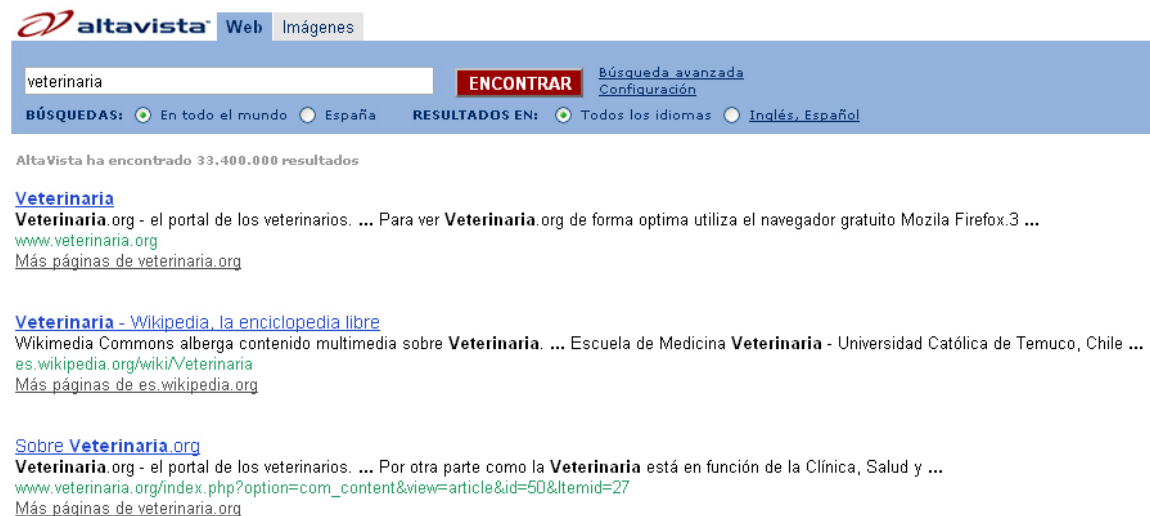 altavista Web Imágenes
veterinaria ENCONTRAR Búsqueda avanzada
Configuración
BÚSQUEDAS: En todo el mundo España RESULTADOS EN: Todos los idiomas Inglés, Español
AltaVista ha encontrado 33.400.000 resultados
Veterinaria
Veterinaria.org - el portal de los veterinarios. ... Para ver Veterinaria.org de forma optima utiliza el navegador gratuito Mozila Firefox.3 ...
www.veterinaria.org
Más páginas de veterinaria.org
Veterinaria - Wikipedia, la enciclopedia libre
Wikimedia Commons alberga contenido multimedia sobre Veterinaria. ... Escuela de Medicina Veterinaria - Universidad Católica de Temuco, Chile ...
es.wikipedia.org/wiki/Veterinaria
Más páginas de es.wikipedia.org
Sobre Veterinaria.org
Veterinaria.org - el portal de los veterinarios. ... Por otra parte como la Veterinaria está en función de la Clínica, Salud y ...
www.veterinaria.org/index.php?option=com_content&view=article&id=50&Itemid=27
Más páginas de veterinaria.org